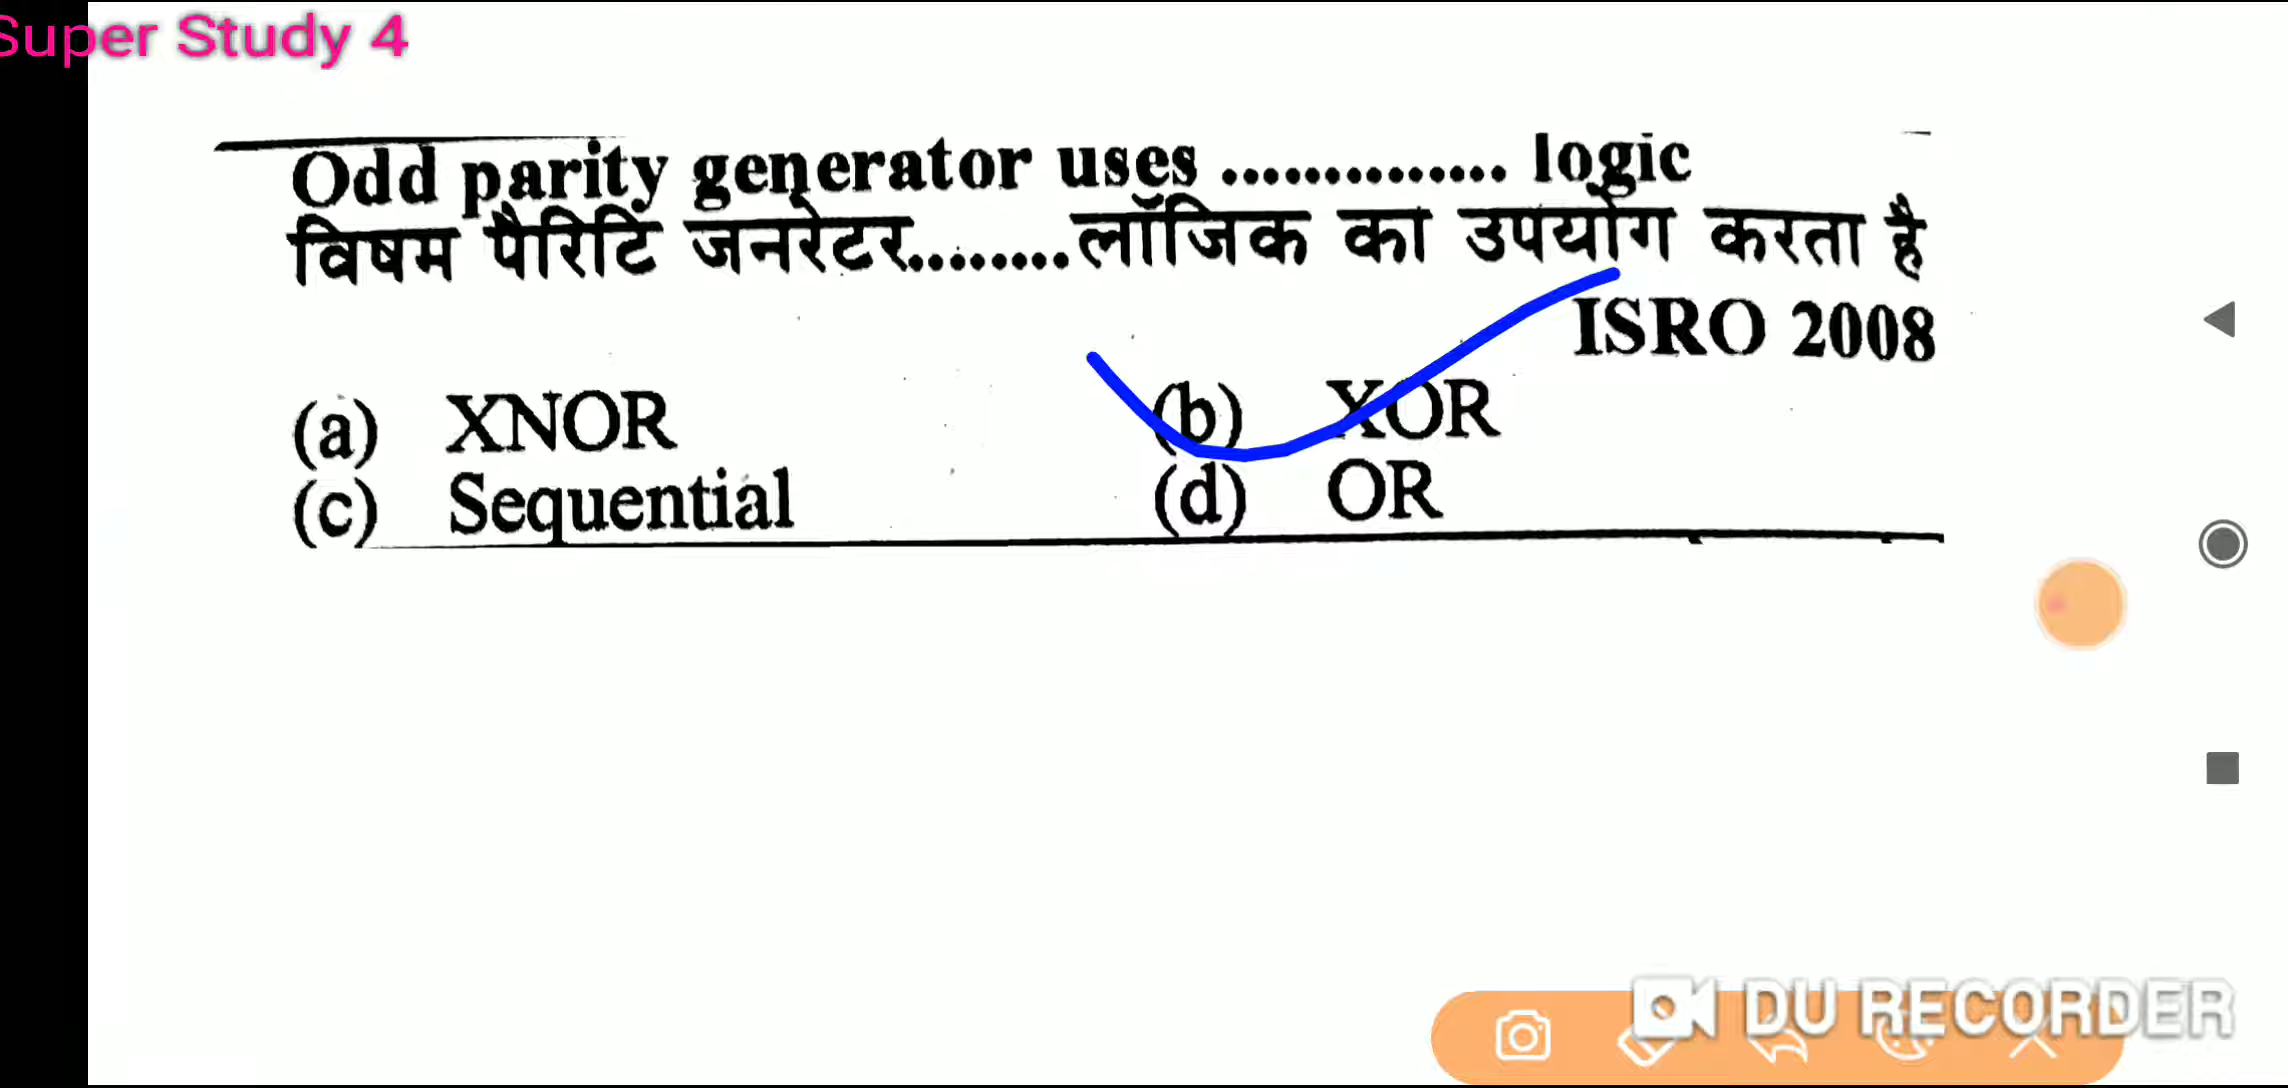 Super Study 4
Odd parity generator uses .............. logic
विषम पैरिटि जनरेटर........लॉजिक का उपयोग करता है
ISRO 2008
(a) XNOR (b) XOR
(c) Sequential (d) OR
DU RECORDER